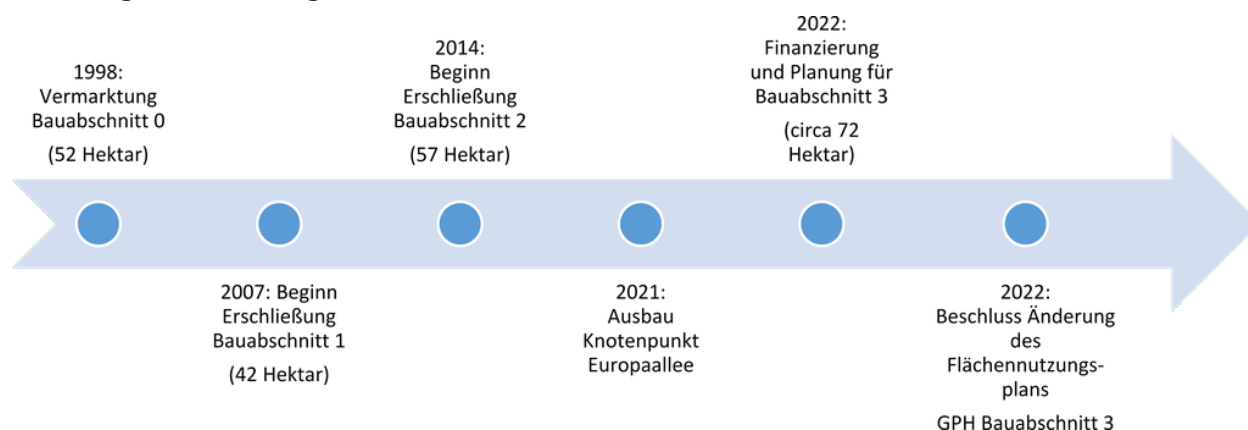 1998:
Vermarktung
Bauabschnitt 0
(52 Hektar)
2007: Beginn
Erschließung
Bauabschnitt 1
(42 Hektar)
2014:
Beginn
Erschließung
Bauabschnitt 2
(57 Hektar)
2021:
Ausbau
Knotenpunkt
Europaallee
2022:
Finanzierung
und Planung für
Bauabschnitt 3
(circa 72
Hektar)
2022:
Beschluss Änderung
des
Flächennutzungs-
plans
GPH Bauabschnitt 3